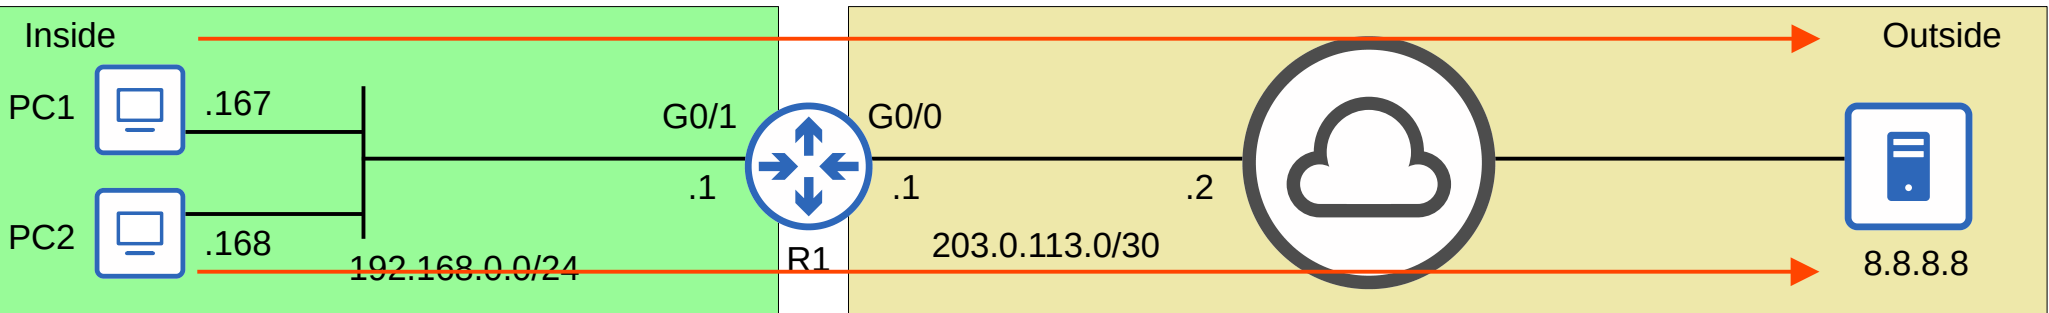 Inside
Outside
PC1
.167
G0/1
G0/0
.1
.1
.2
PC2
.168
192.168.0.0/24
R1
203.0.113.0/30
8.8.8.8